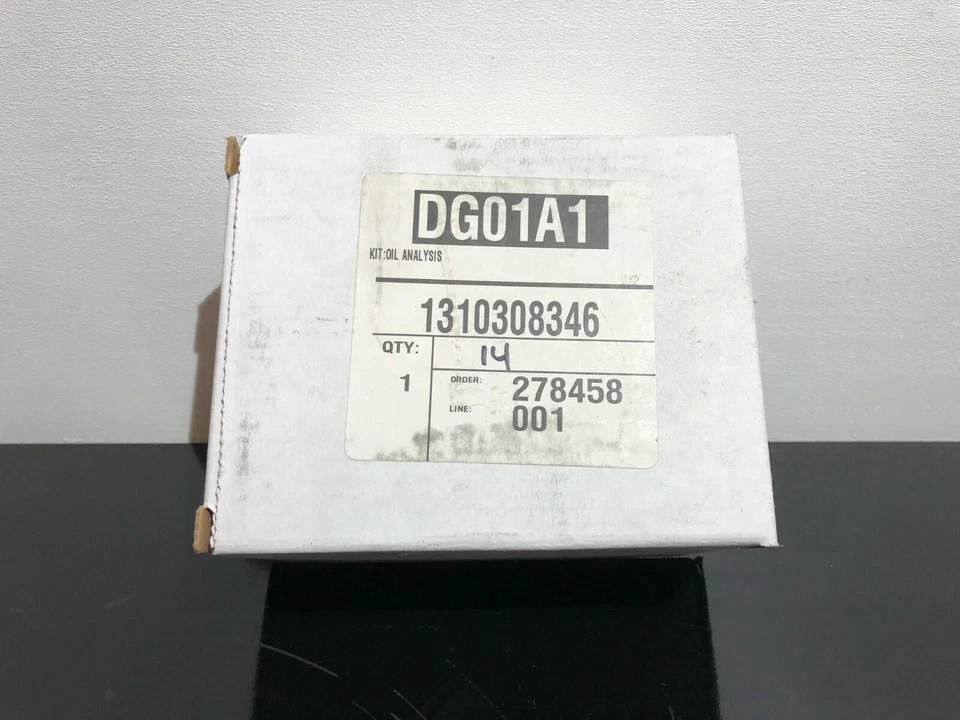 DG01A1
KIT:OIL ANALYSIS
1310308346
QTY: 14
1 ORDER: 278458
LINE: 001